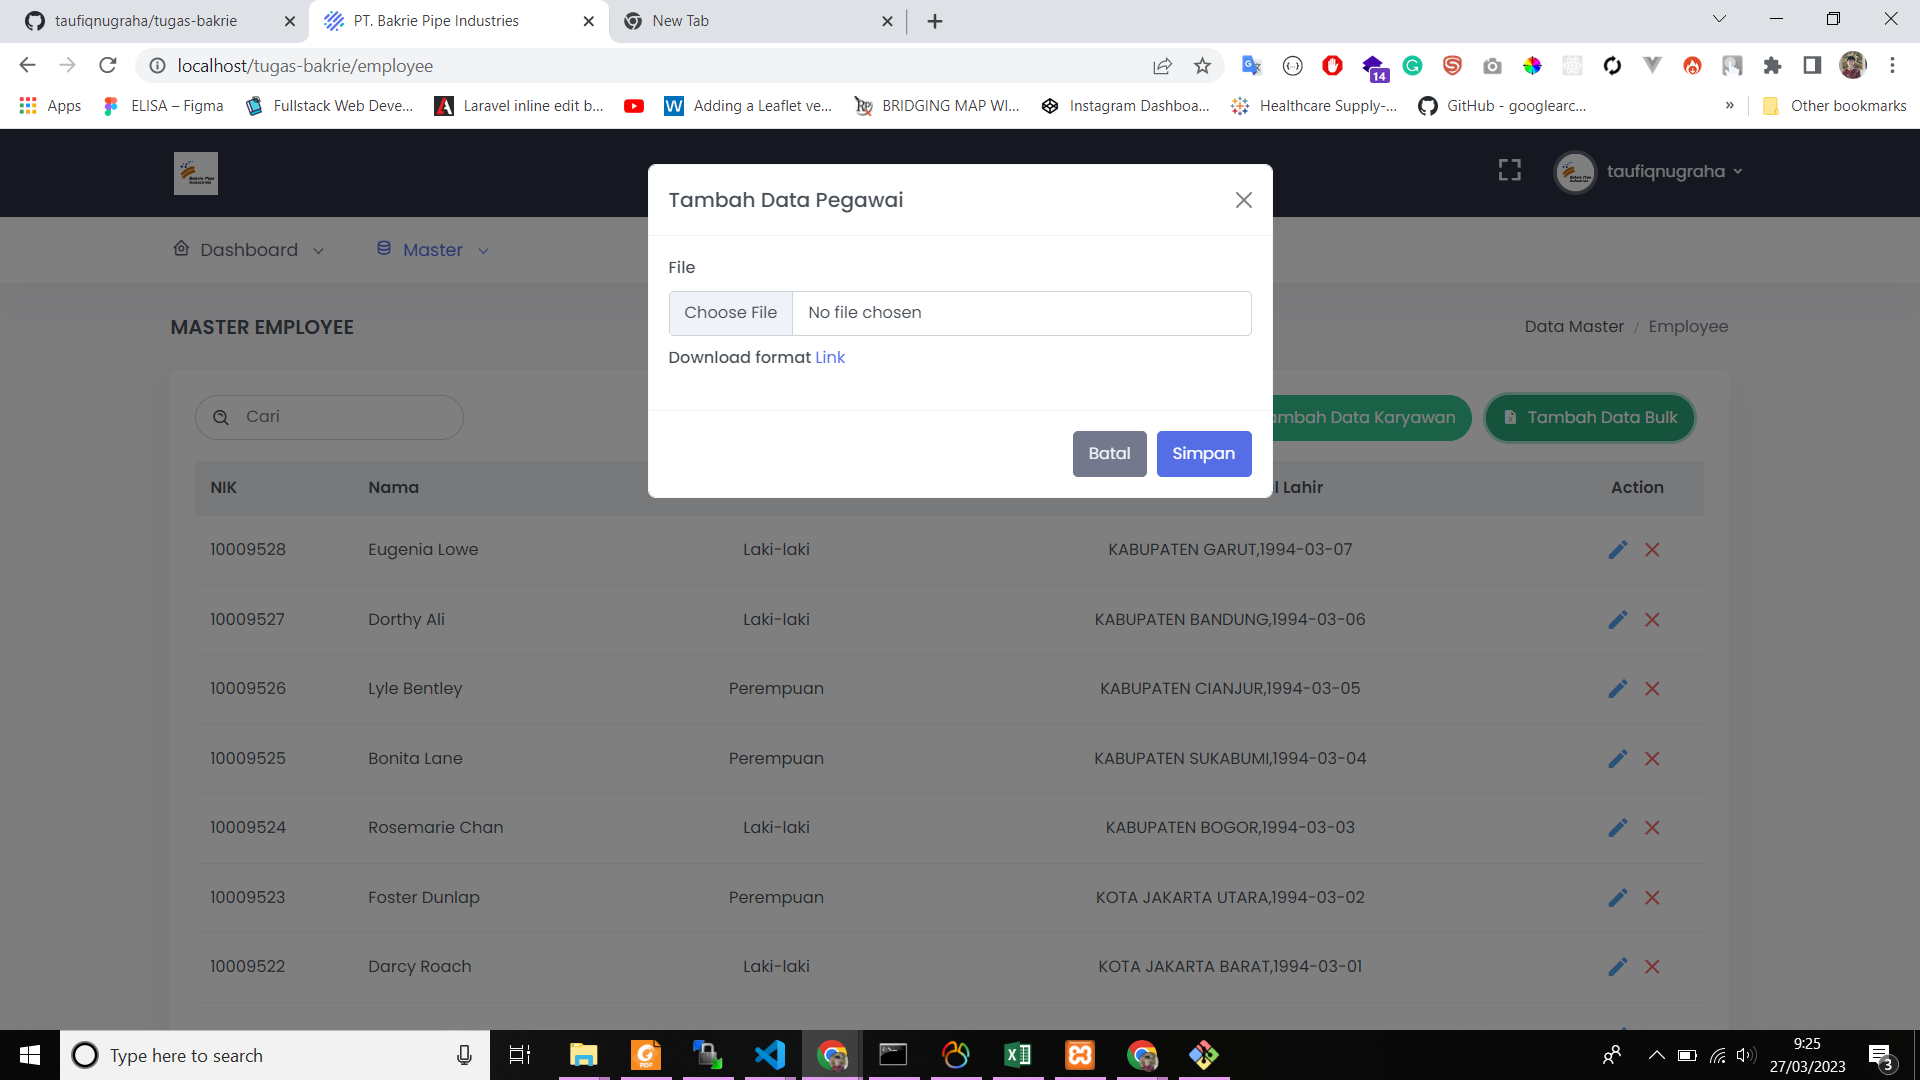 taufiqnugraha/tugas-bakrie
PT. Bakrie Pipe Industries
New Tab
localhost/tugas-bakrie/employee
14
Apps
ELISA – Figma
Fullstack Web Deve...
Laravel inline edit b...
Adding a Leaflet ve...
BRIDGING MAP WI...
Instagram Dashboa...
Healthcare Supply-...
GitHub - googlearc...
»
Other bookmarks
Bakrie Pipe
Industries
taufiqnugraha
Dashboard
Master
Tambah Data Pegawai
File
Choose File
No file chosen
Download format Link
Batal
Simpan
MASTER EMPLOYEE
Data Master / Employee
Cari
ambah Data Karyawan
Tambah Data Bulk
NIK Nama l Lahir Action
10009528 Eugenia Lowe Laki-laki KABUPATEN GARUT,1994-03-07
10009527 Dorthy Ali Laki-laki KABUPATEN BANDUNG,1994-03-06
10009526 Lyle Bentley Perempuan KABUPATEN CIANJUR,1994-03-05
10009525 Bonita Lane Perempuan KABUPATEN SUKABUMI,1994-03-04
10009524 Rosemarie Chan Laki-laki KABUPATEN BOGOR,1994-03-03
10009523 Foster Dunlap Perempuan KOTA JAKARTA UTARA,1994-03-02
10009522 Darcy Roach Laki-laki KOTA JAKARTA BARAT,1994-03-01
Type here to search
9:25
27/03/2023
3